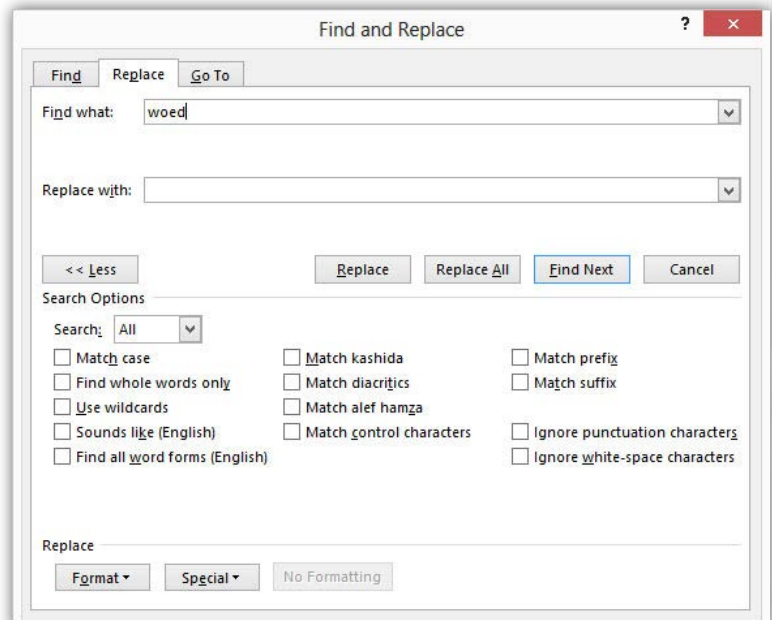 Find and Replace ?
Find Replace Go To
Find what: woed
Replace with:
<< Less Replace Replace All Find Next Cancel
Search Options
Search: All
Match case Match kashida Match prefix
Find whole words only Match diacritics Match suffix
Use wildcards Match alef hamza
Sounds like (English) Match control characters Ignore punctuation characters
Find all word forms (English) Ignore white-space characters
Replace
Format Special No Formatting